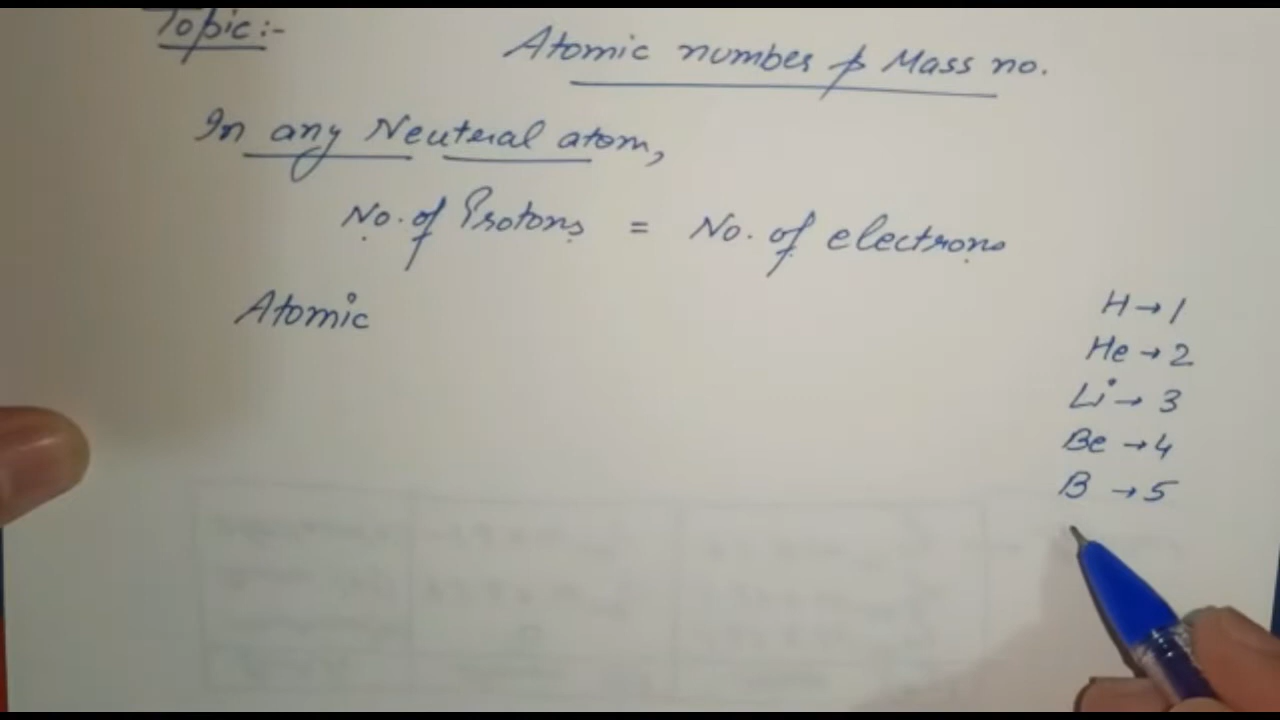 Topic:-
Atomic number & Mass no.
In any Neutral atom,
No. of Protons = No. of electrons
Atomic
H → 1
He → 2
Li → 3
Be → 4
B → 5